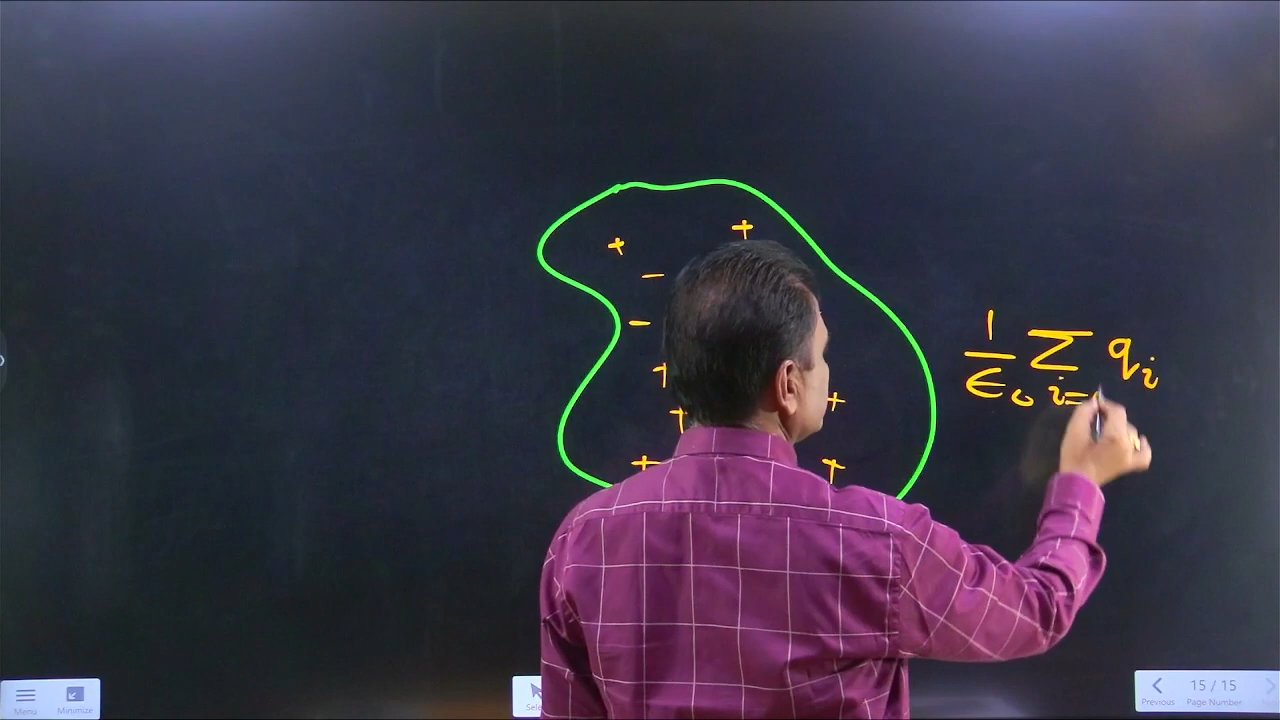 + +
−
−
+
+ +
+ +
1/ϵ₀ Σ qᵢ
i=
Menu Minimize
15 / 15
Previous Page Number